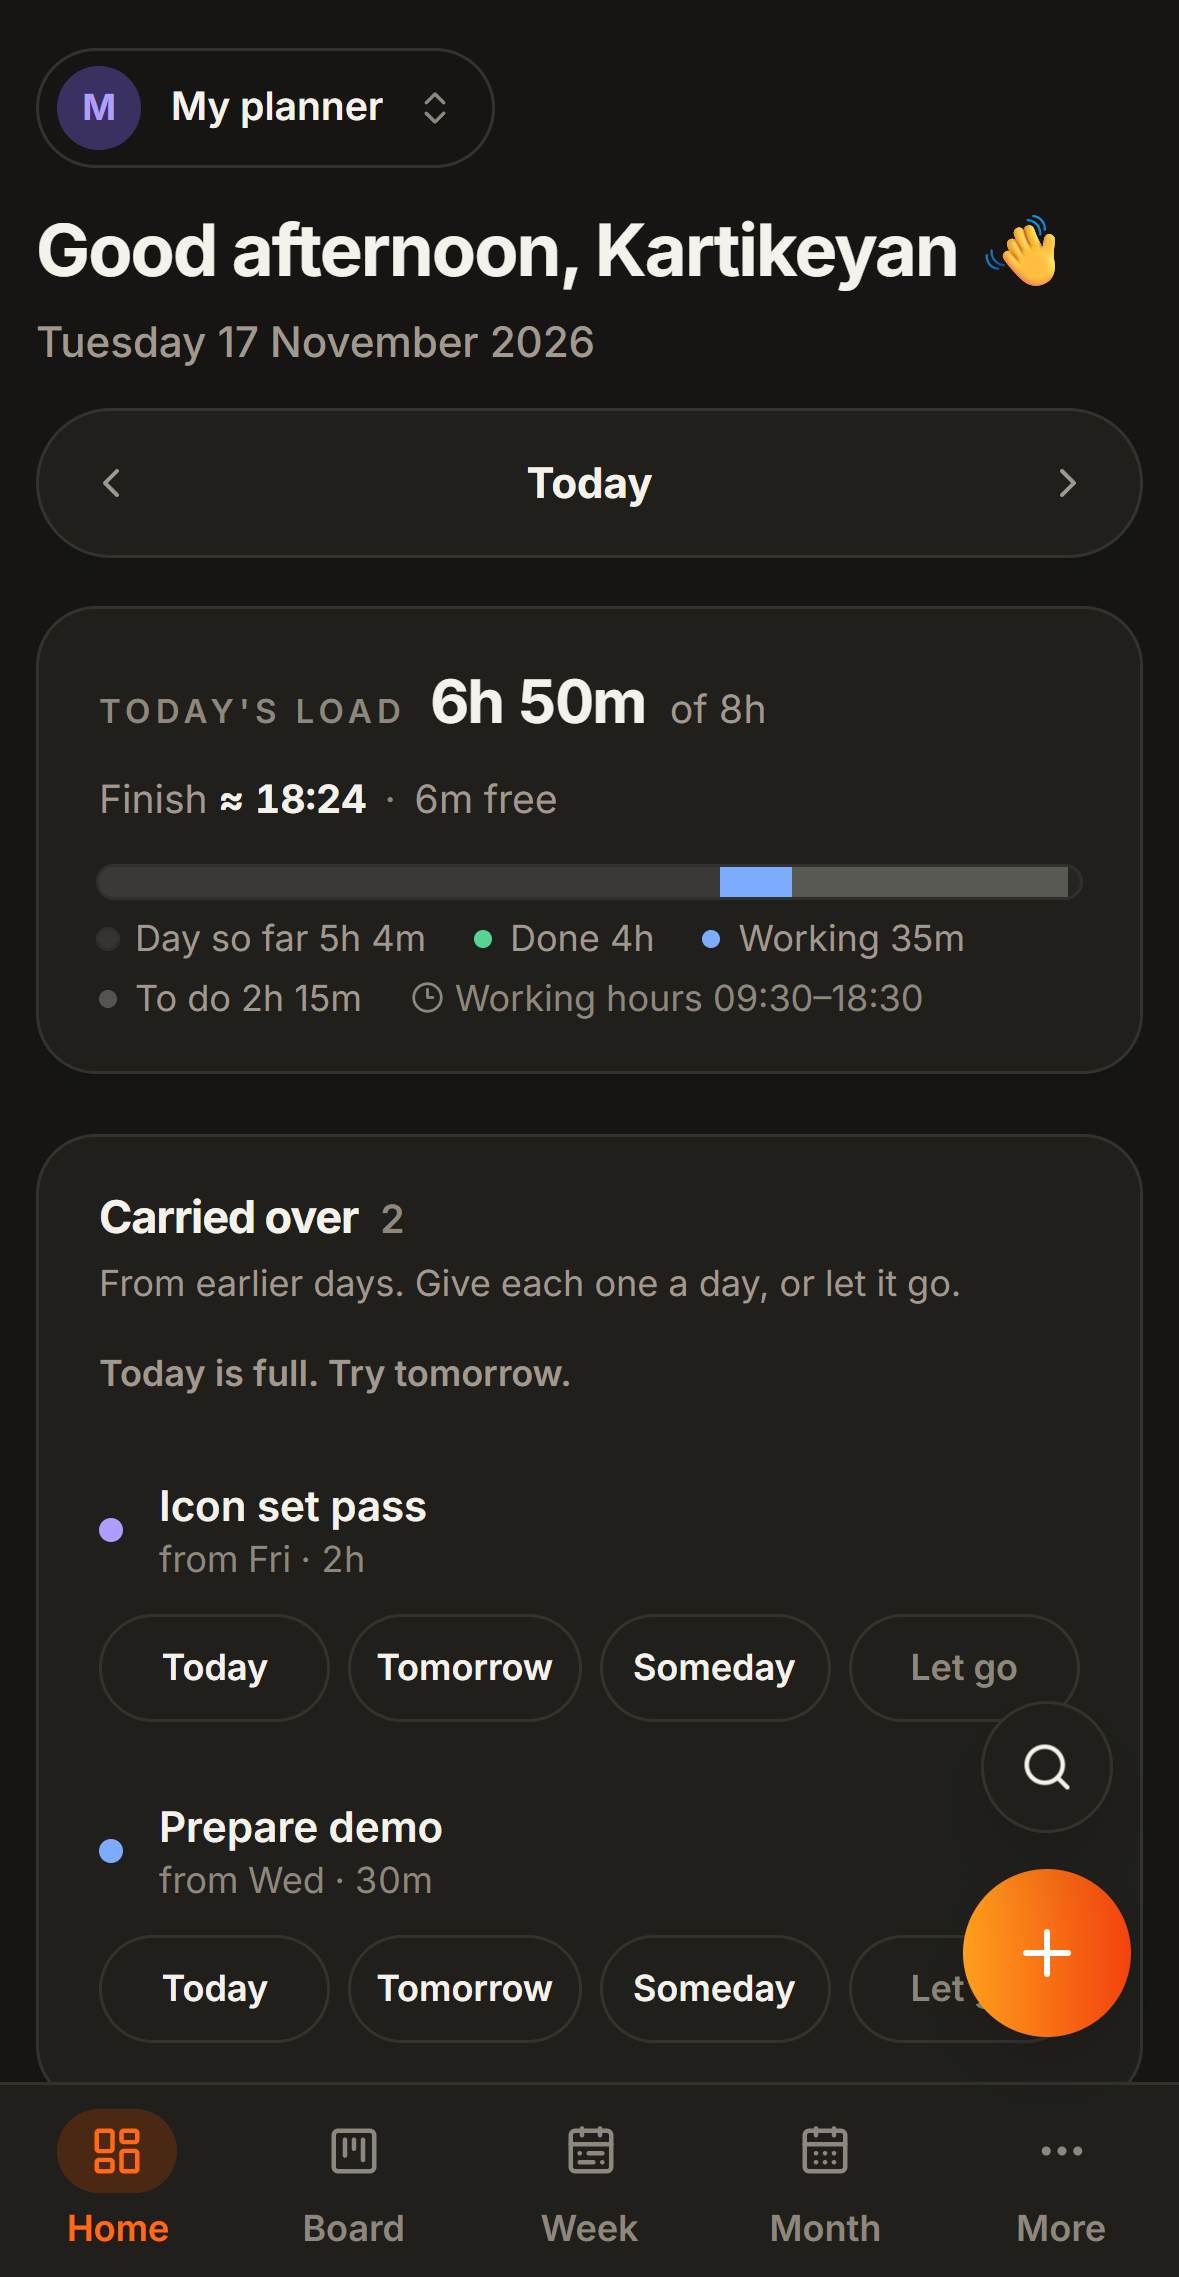 M My planner
Good afternoon, Kartikeyan 👋
Tuesday 17 November 2026
Today
TODAY'S LOAD 6h 50m of 8h
Finish ≈ 18:24 · 6m free
Day so far 5h 4m Done 4h Working 35m
To do 2h 15m Working hours 09:30–18:30
Carried over 2
From earlier days. Give each one a day, or let it go.
Today is full. Try tomorrow.
Icon set pass
from Fri · 2h
Today Tomorrow Someday Let go
Prepare demo
from Wed · 30m
Today Tomorrow Someday Let
Home Board Week Month More